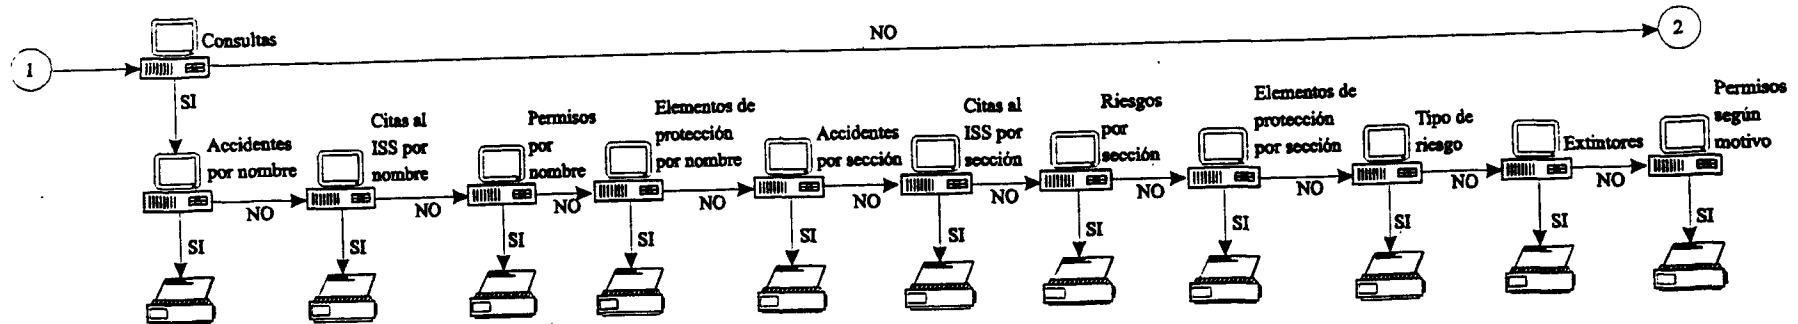 1
Consultas
NO
2
SI
Accidentes
por nombre
NO
SI
Citas al
ISS por
nombre
NO
SI
Permisos
por
nombre
NO
SI
Elementos de
protección
por nombre
NO
SI
Accidentes
por sección
NO
SI
Citas al
ISS por
sección
NO
SI
Riesgos
por
sección
NO
SI
Elementos de
protección
por sección
NO
SI
Tipo de
riesgo
NO
SI
Extintores
NO
SI
Permisos
según
motivo
SI